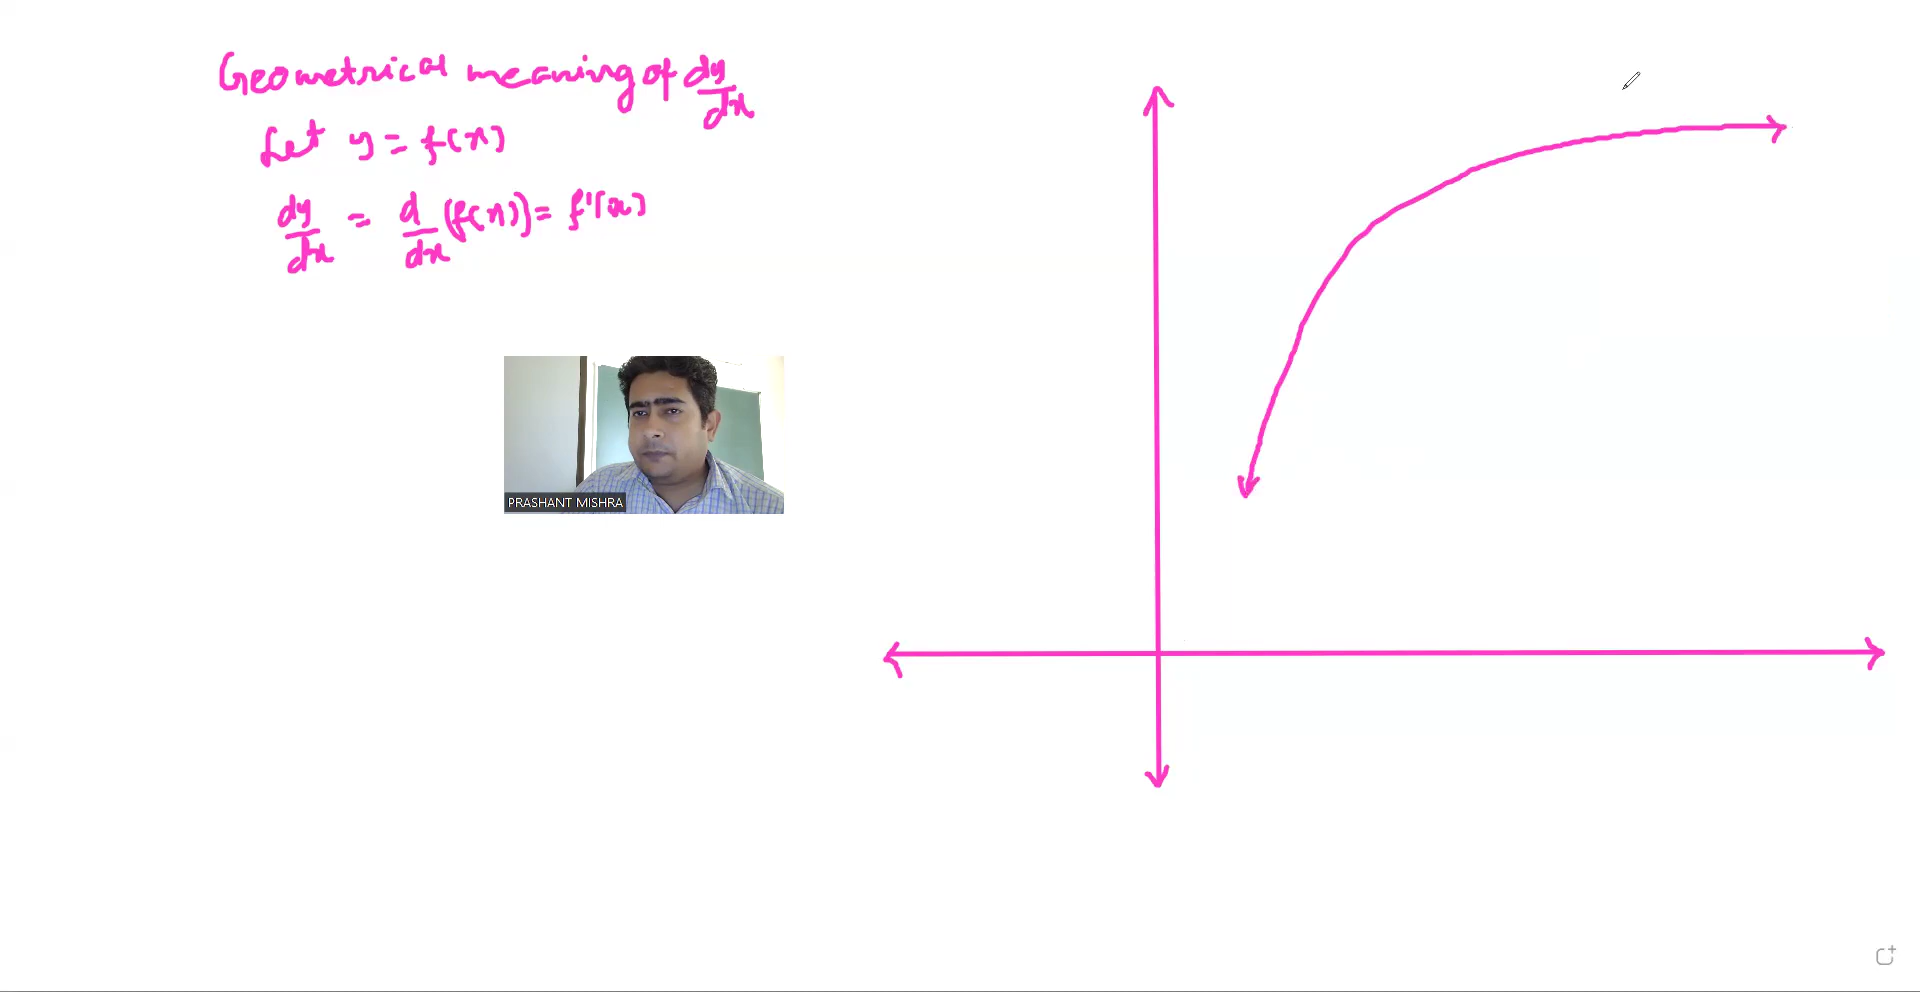 Geometrical meaning of dy/dx
Let y = f(x)
dy/dx = d/dx (f(x)) = f'(x)
PRASHANT MISHRA